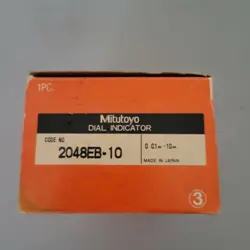 1PC.
Mitutoyo
DIAL INDICATOR
CODE NO
2048EB-10
0.01mm-10mm
MADE IN JAPAN
3